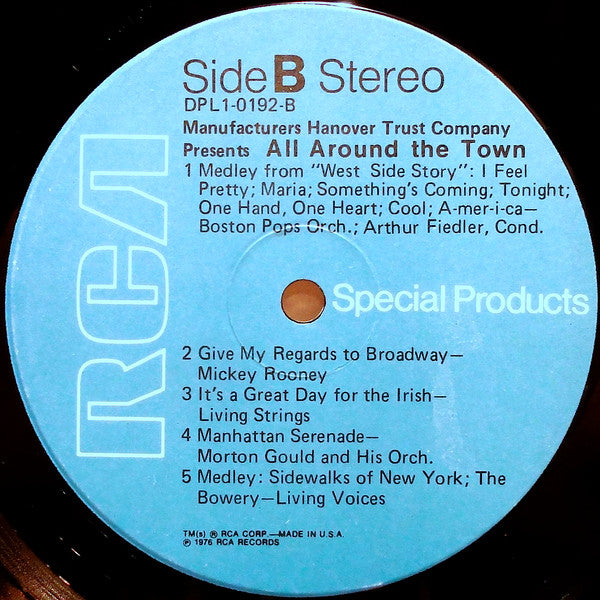 Side B Stereo
DPL1-0192-B
Manufacturers Hanover Trust Company
Presents All Around the Town
1 Medley from "West Side Story": I Feel
Pretty; Maria; Something's Coming; Tonight;
One Hand, One Heart; Cool; A-mer-i-ca—
Boston Pops Orch.; Arthur Fiedler, Cond.
RCA
Special Products
2 Give My Regards to Broadway—
Mickey Rooney
3 It's a Great Day for the Irish—
Living Strings
4 Manhattan Serenade—
Morton Gould and His Orch.
5 Medley: Sidewalks of New York; The
Bowery—Living Voices
TM(s) ® RCA CORP.—MADE IN U.S.A.
℗ 1976 RCA RECORDS